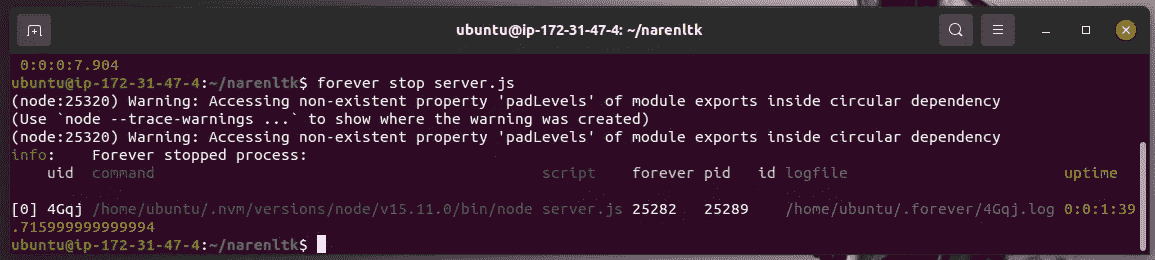 ubuntu@ip-172-31-47-4: ~/narenltk
0:0:0:7.904
ubuntu@ip-172-31-47-4:~/narenltk$ forever stop server.js
(node:25320) Warning: Accessing non-existent property 'padLevels' of module exports inside circular dependency
(Use `node --trace-warnings ...` to show where the warning was created)
(node:25320) Warning: Accessing non-existent property 'padLevels' of module exports inside circular dependency
info:    Forever stopped process:
    uid  command                                           script    forever pid   id logfile                        uptime
[0] 4Gqj /home/ubuntu/.nvm/versions/node/v15.11.0/bin/node server.js 25282   25289    /home/ubuntu/.forever/4Gqj.log 0:0:1:39
.715999999999994
ubuntu@ip-172-31-47-4:~/narenltk$